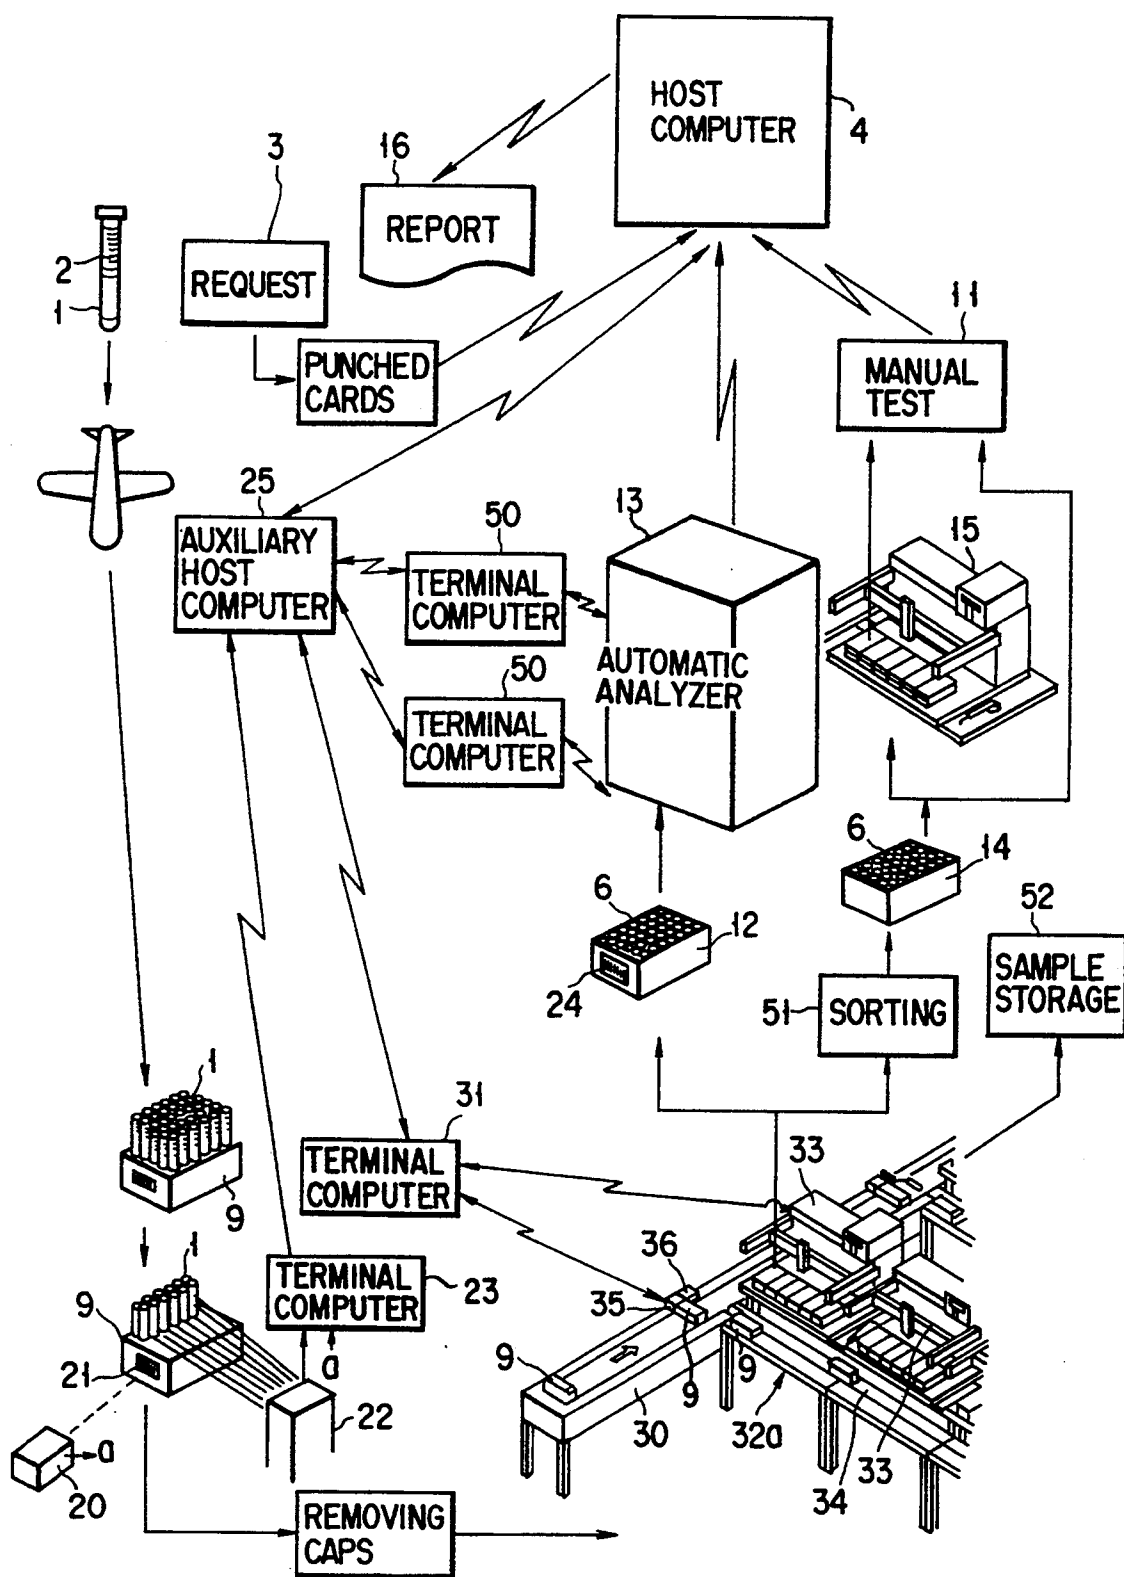 HOST
COMPUTER
4
3
16
REPORT
REQUEST
2
1
PUNCHED
CARDS
11
MANUAL
TEST
25
AUXILIARY
HOST
COMPUTER
50
TERMINAL
COMPUTER
13
15
AUTOMATIC
ANALYZER
50
TERMINAL
COMPUTER
6
14
6
12
24
52
SAMPLE
STORAGE
51
SORTING
1
9
31
TERMINAL
COMPUTER
33
1
9
21
TERMINAL
COMPUTER
23
a
36
35
9
9
9
30
32a
34
33
22
a
20
REMOVING
CAPS